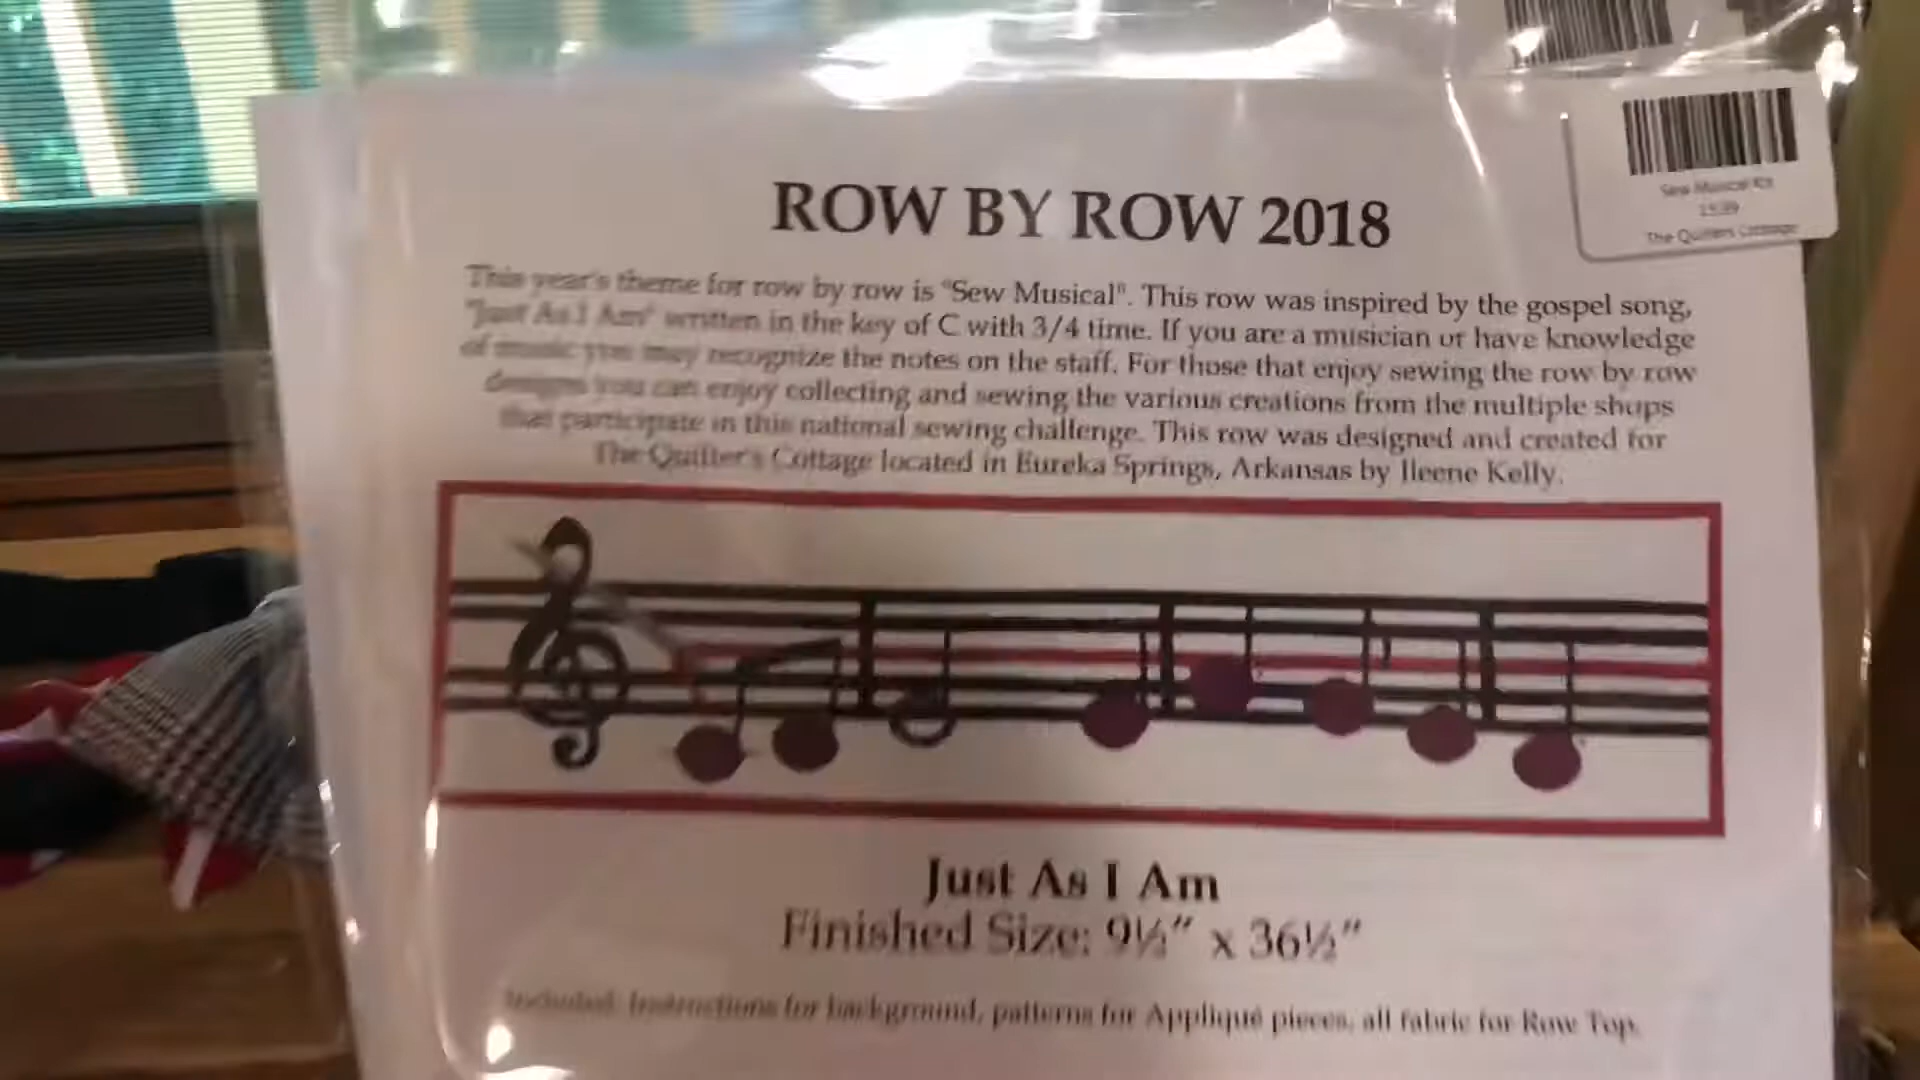 Sew Musical Kit
The Quilters Cottage
ROW BY ROW 2018
This year's theme for row by row is "Sew Musical". This row was inspired by the gospel song,
"Just As I Am" written in the key of C with 3/4 time. If you are a musician or have knowledge
of music you may recognize the notes on the staff. For those that enjoy sewing the row by row
designs you can enjoy collecting and sewing the various creations from the multiple shops
that participate in this national sewing challenge. This row was designed and created for
The Quilter's Cottage located in Eureka Springs, Arkansas by Ileene Kelly.
Just As I Am
Finished Size: 9½" x 36½"
Included: Instructions for background, patterns for Appliqué pieces, all fabric for Row Top.